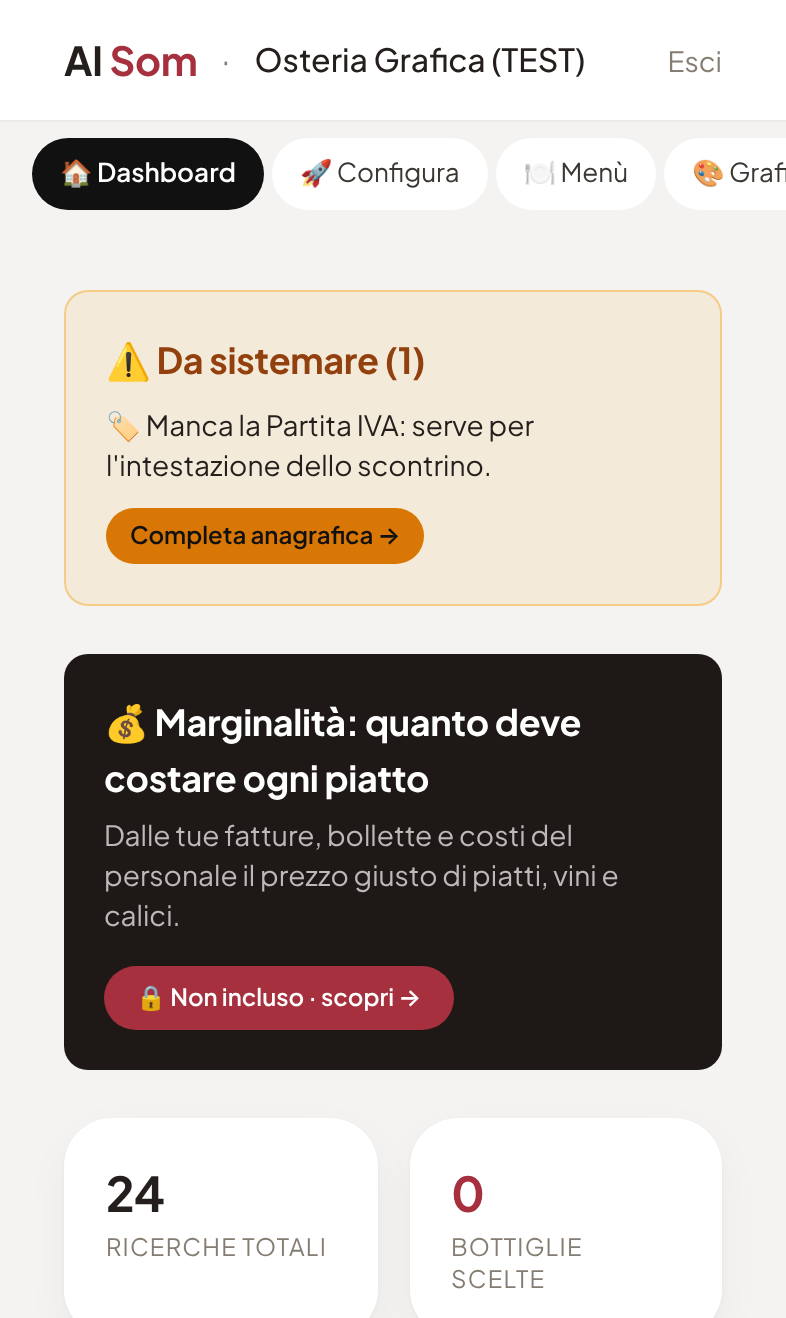 AI Som · Osteria Grafica (TEST) Esci
🏠 Dashboard 🚀 Configura 🍽️ Menù 🎨 Grafi
⚠️ Da sistemare (1)
🏷️ Manca la Partita IVA: serve per
l'intestazione dello scontrino.
Completa anagrafica →
💰 Marginalità: quanto deve
costare ogni piatto
Dalle tue fatture, bollette e costi del
personale il prezzo giusto di piatti, vini e
calici.
🔒 Non incluso · scopri →
24 0
RICERCHE TOTALI BOTTIGLIE
SCELTE